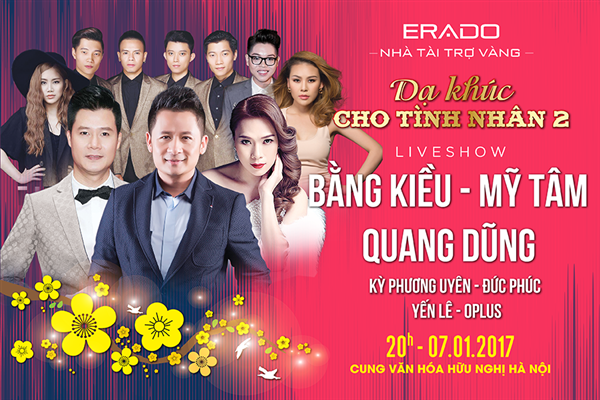 ERADO
NHÀ TÀI TRỢ VÀNG
Dạ khúc
CHO TÌNH NHÂN 2
LIVESHOW
BẰNG KIỀU - MỸ TÂM
QUANG DŨNG
KỲ PHƯƠNG UYÊN - ĐỨC PHÚC
YẾN LÊ - OPLUS
20h - 07.01.2017
CUNG VĂN HÓA HỮU NGHỊ HÀ NỘI